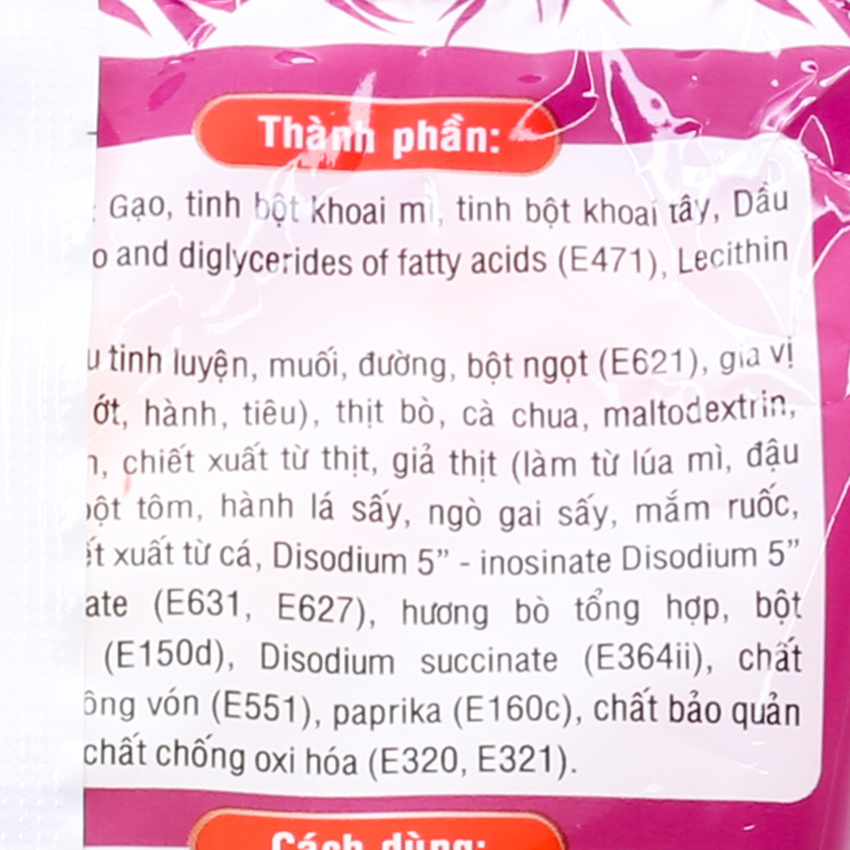 Thành phần:
: Gạo, tinh bột khoai mì, tinh bột khoai tây, Dầu
and diglycerides of fatty acids (E471), Lecithin
tinh luyện, muối, đường, bột ngọt (E621), gia vị
ớt, hành, tiêu), thịt bò, cà chua, maltodextrin,
, chiết xuất từ thịt, giả thịt (làm từ lúa mì, đậu
bột tôm, hành lá sấy, ngò gai sấy, mắm ruốc,
xuất từ cá, Disodium 5” - inosinate Disodium 5”
ate (E631, E627), hương bò tổng hợp, bột
(E150d), Disodium succinate (E364ii), chất
ông vón (E551), paprika (E160c), chất bảo quản
chất chống oxi hóa (E320, E321).
Cách dùng: